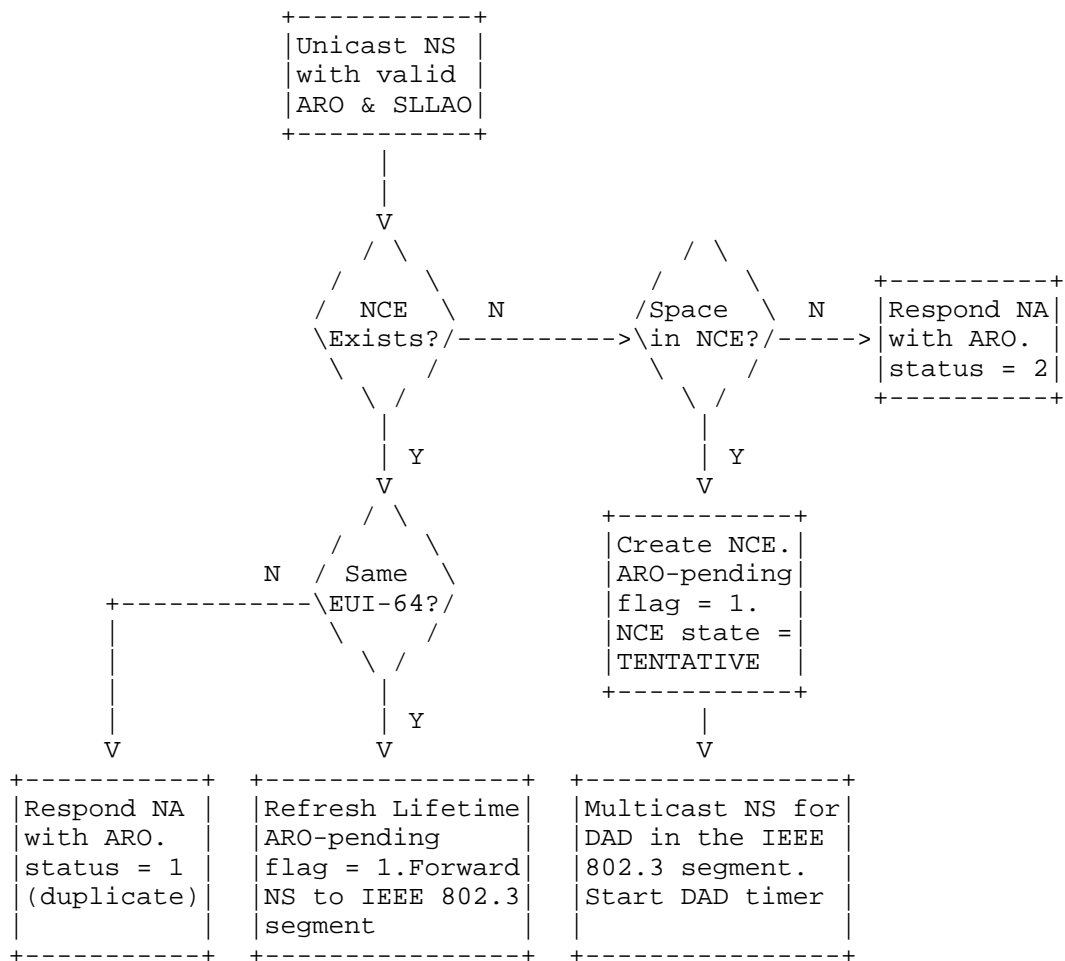 Unicast NS
with valid
ARO & SLLAO
NCE
Exists?
N
Space
in NCE?
N
Respond NA
with ARO.
status = 2
Y
Y
Same
EUI-64?
N
Create NCE.
ARO-pending
flag = 1.
NCE state =
TENTATIVE
Y
Respond NA
with ARO.
status = 1
(duplicate)
Refresh Lifetime
ARO-pending
flag = 1.Forward
NS to IEEE 802.3
segment
Multicast NS for
DAD in the IEEE
802.3 segment.
Start DAD timer